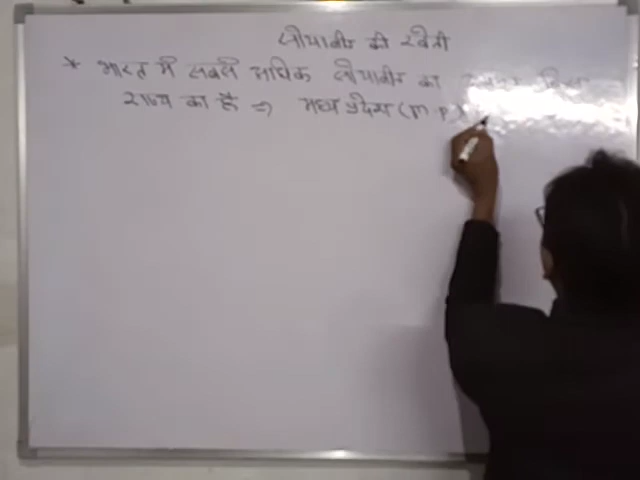 सोयाबीन की खेती
* भारत में सबसे अधिक सोयाबीन का किस
राज्य का है ⇒ मध्य प्रदेश (M.P)